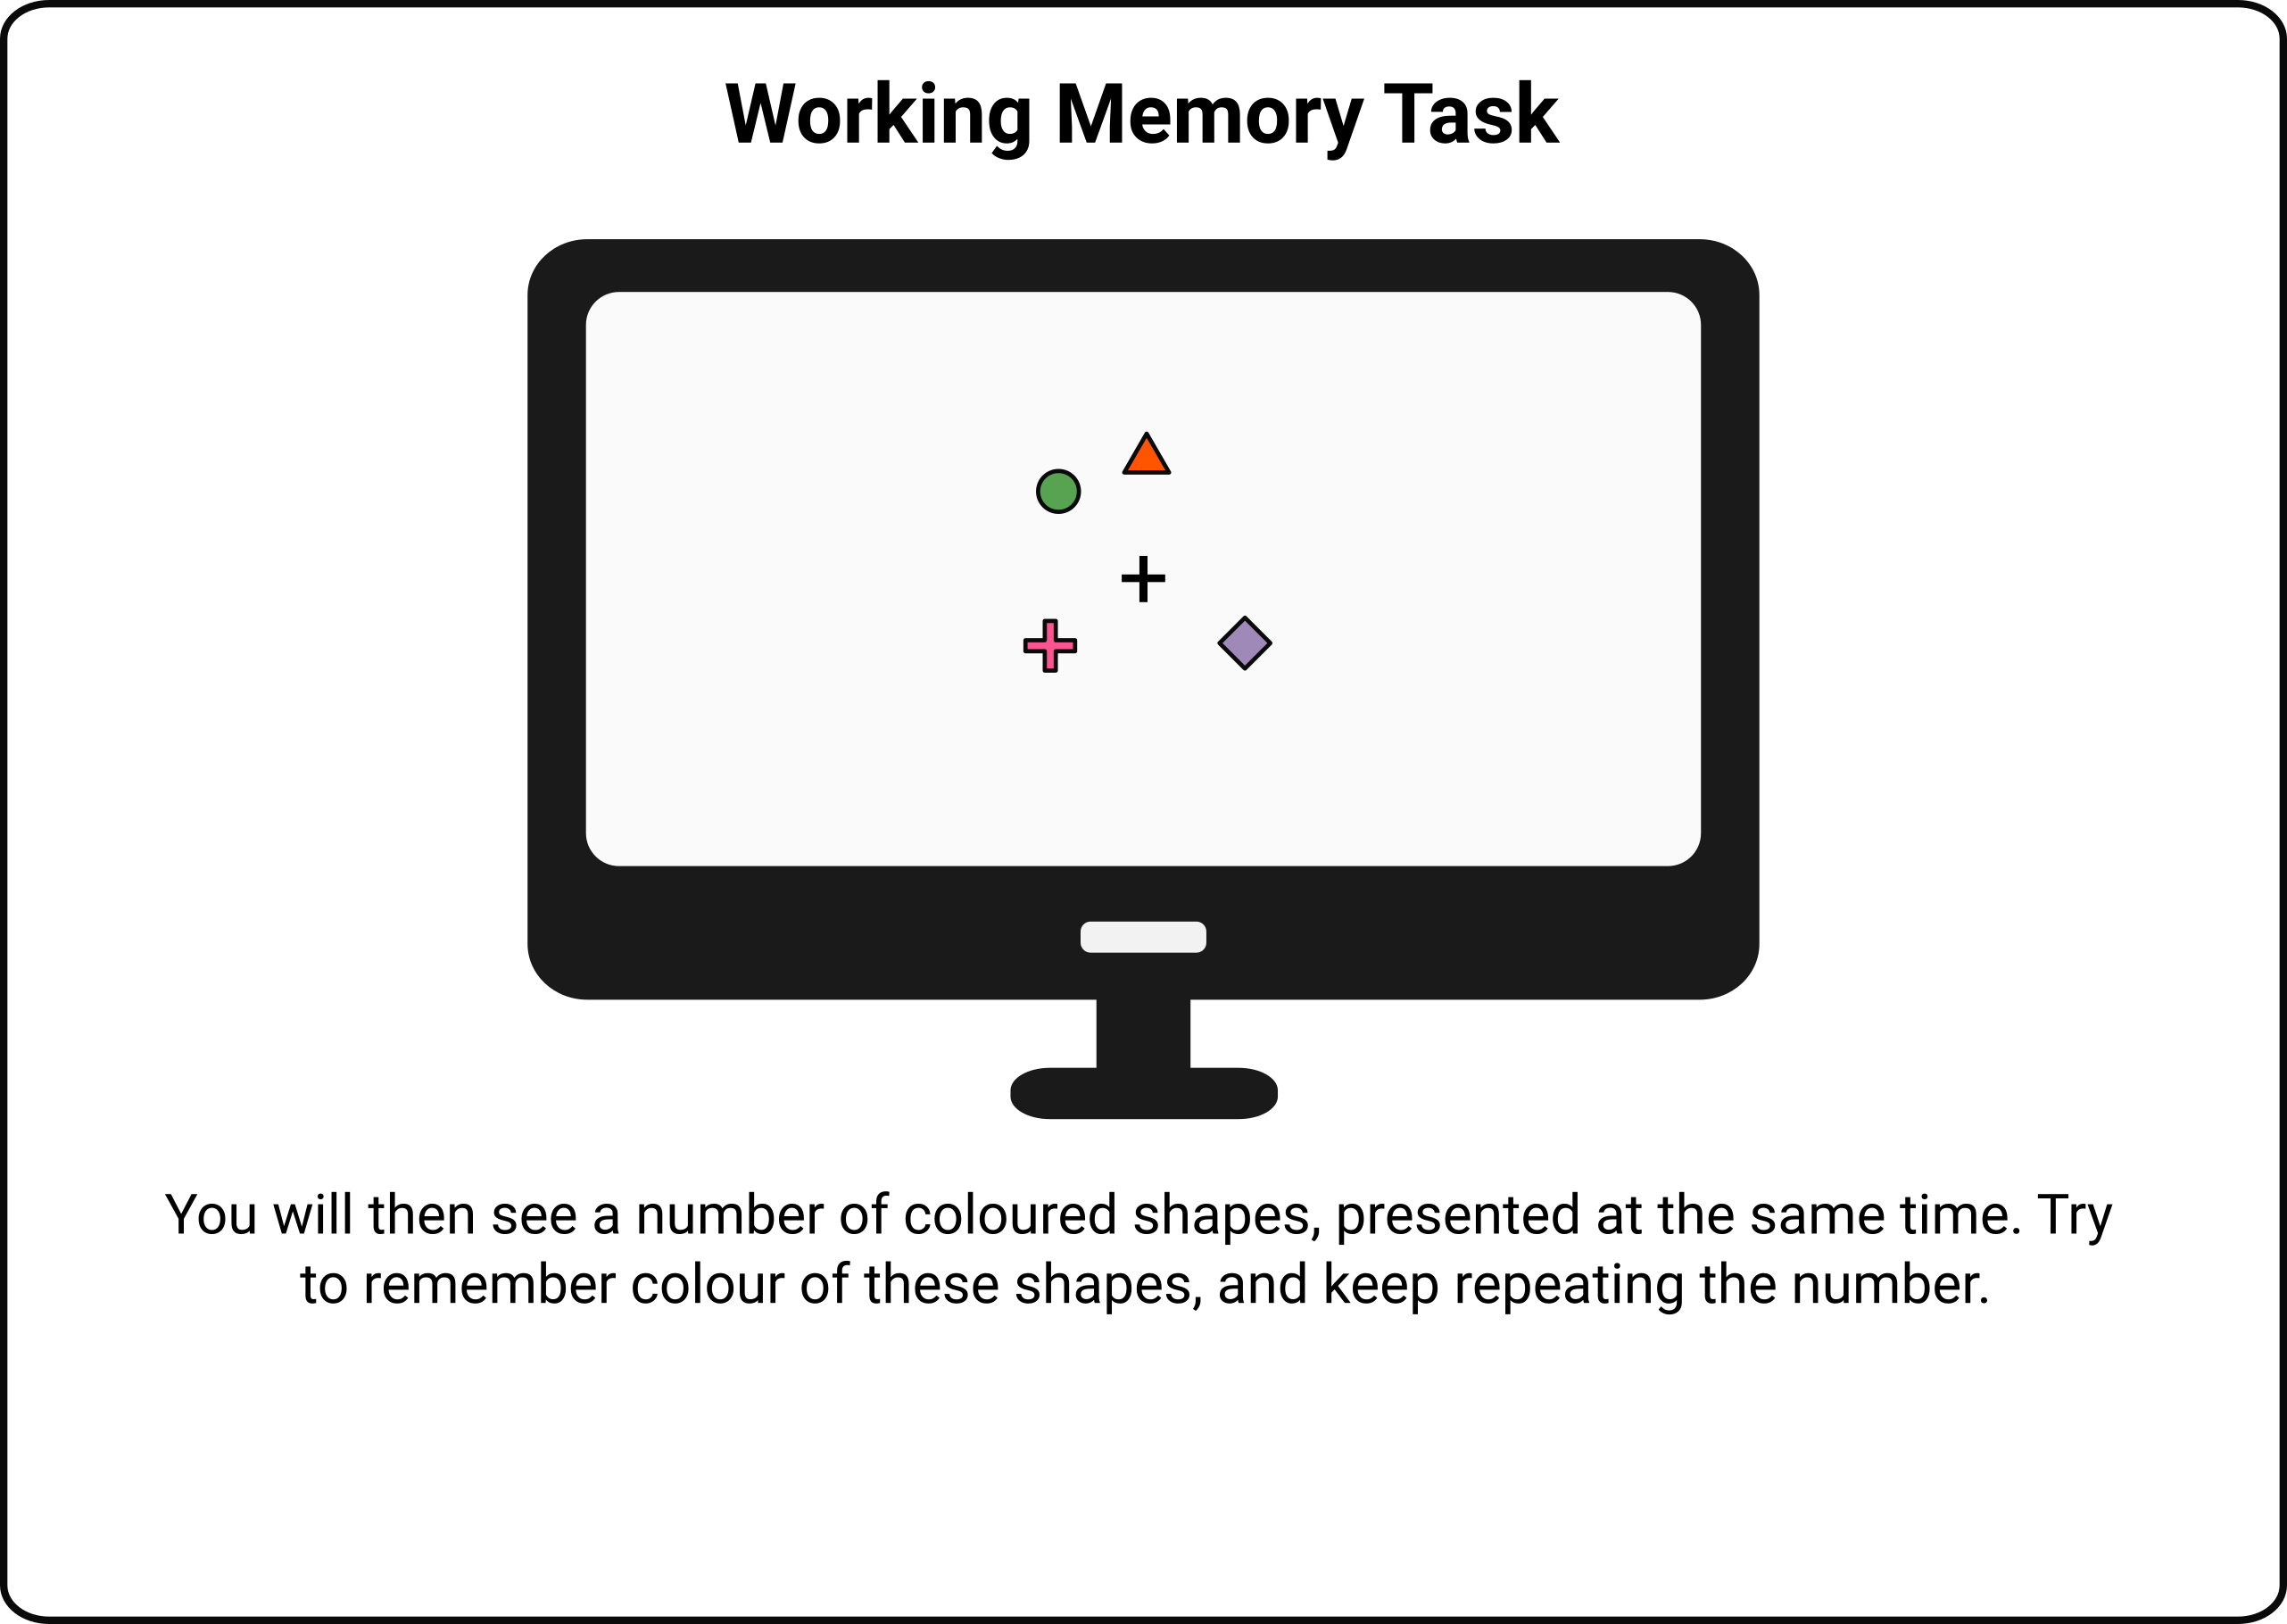 Working Memory Task
You will then see a number of coloured shapes, presented at the same time. Try
to remember colour of these shapes, and keep repeating the number.